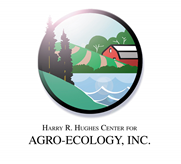 HARRY R. HUGHES CENTER FOR
AGRO-ECOLOGY, INC.